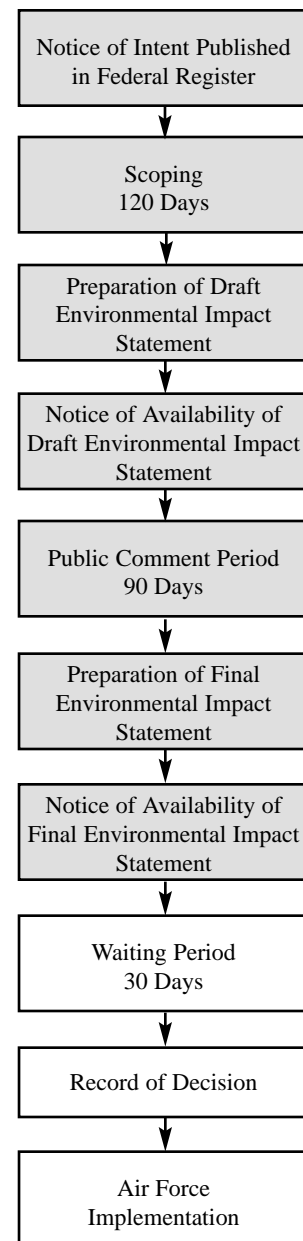 Notice of Intent Published
in Federal Register
Scoping
120 Days
Preparation of Draft
Environmental Impact
Statement
Notice of Availability of
Draft Environmental Impact
Statement
Public Comment Period
90 Days
Preparation of Final
Environmental Impact
Statement
Notice of Availability of
Final Environmental Impact
Statement
Waiting Period
30 Days
Record of Decision
Air Force
Implementation